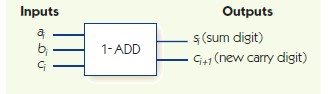 Inputs
Outputs
aᵢ
bᵢ
cᵢ
1-ADD
sᵢ (sum digit)
cᵢ₊₁ (new carry digit)